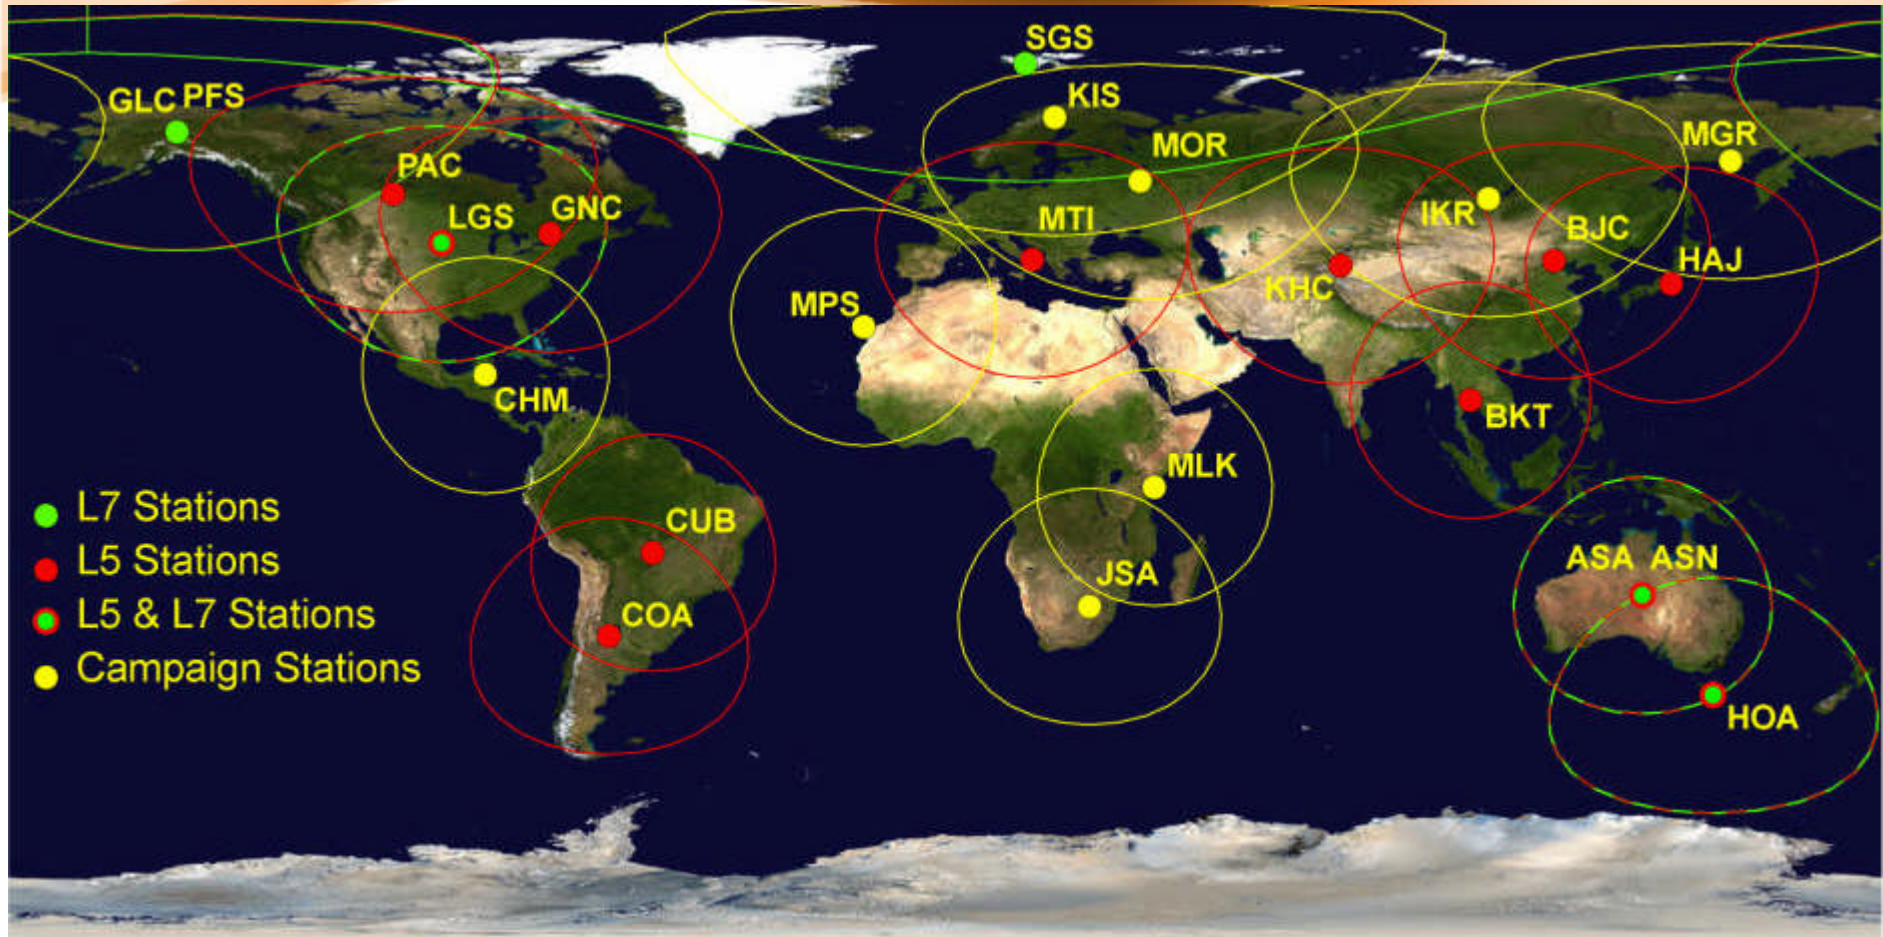 SGS
GLC PFS
KIS
MOR
MGR
PAC
LGS
GNC
MTI
IKR
BJC
HAJ
KHC
MPS
CHM
BKT
MLK
L7 Stations
CUB
L5 Stations
ASA ASN
JSA
L5 & L7 Stations
COA
Campaign Stations
HOA